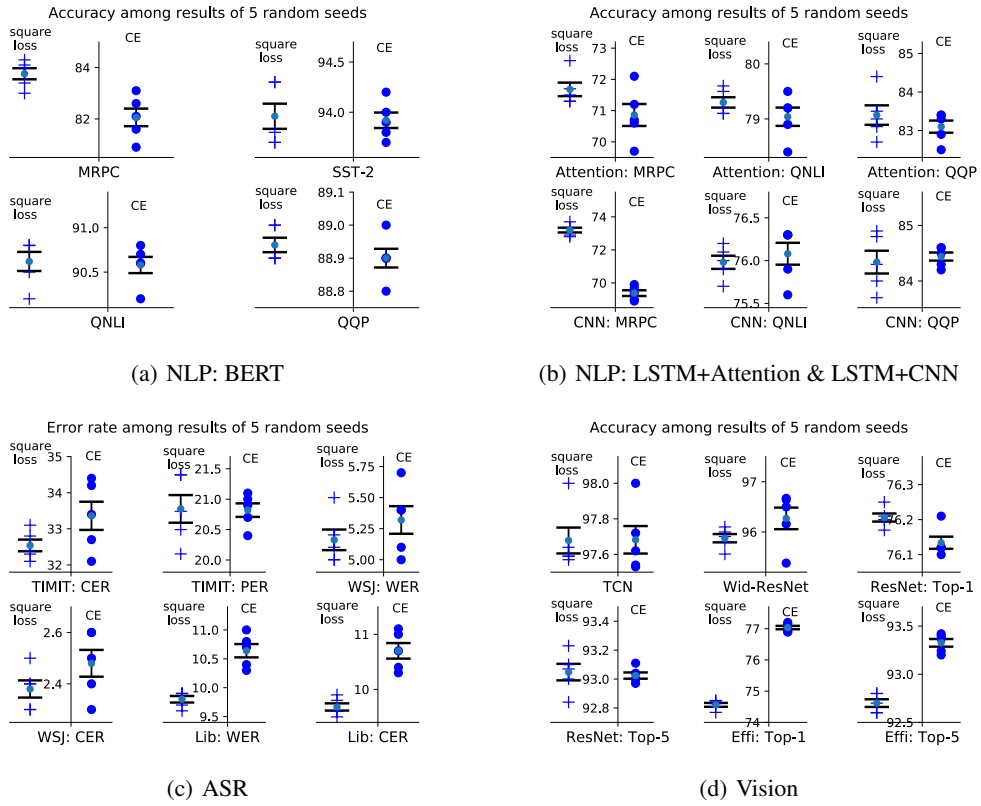 Accuracy among results of 5 random seeds
square
loss
CE
84
82
MRPC
square
loss
CE
94.5
94.0
SST-2
square
loss
CE
91.0
90.5
QNLI
square
loss
CE
89.1
89.0
88.9
88.8
QQP
(a) NLP: BERT
Accuracy among results of 5 random seeds
square
loss
CE
73
72
71
70
Attention: MRPC
square
loss
CE
80
79
Attention: QNLI
square
loss
CE
85
84
83
Attention: QQP
square
loss
CE
74
72
70
CNN: MRPC
square
loss
CE
76.5
76.0
75.5
CNN: QNLI
square
loss
CE
85
84
CNN: QQP
(b) NLP: LSTM+Attention & LSTM+CNN
Error rate among results of 5 random seeds
square
loss
CE
35
34
33
32
TIMIT: CER
square
loss
CE
21.5
21.0
20.5
20.0
TIMIT: PER
square
loss
CE
5.75
5.50
5.25
5.00
WSJ: WER
square
loss
CE
2.6
2.4
WSJ: CER
square
loss
CE
11.0
10.5
10.0
9.5
Lib: WER
square
loss
CE
11
10
Lib: CER
(c) ASR
Accuracy among results of 5 random seeds
square
loss
CE
98.0
97.8
97.6
TCN
square
loss
CE
97
96
Wid-ResNet
square
loss
CE
76.3
76.2
76.1
ResNet: Top-1
square
loss
CE
93.4
93.2
93.0
92.8
ResNet: Top-5
square
loss
CE
77
76
75
74
Effi: Top-1
square
loss
CE
93.5
93.0
92.5
Effi: Top-5
(d) Vision